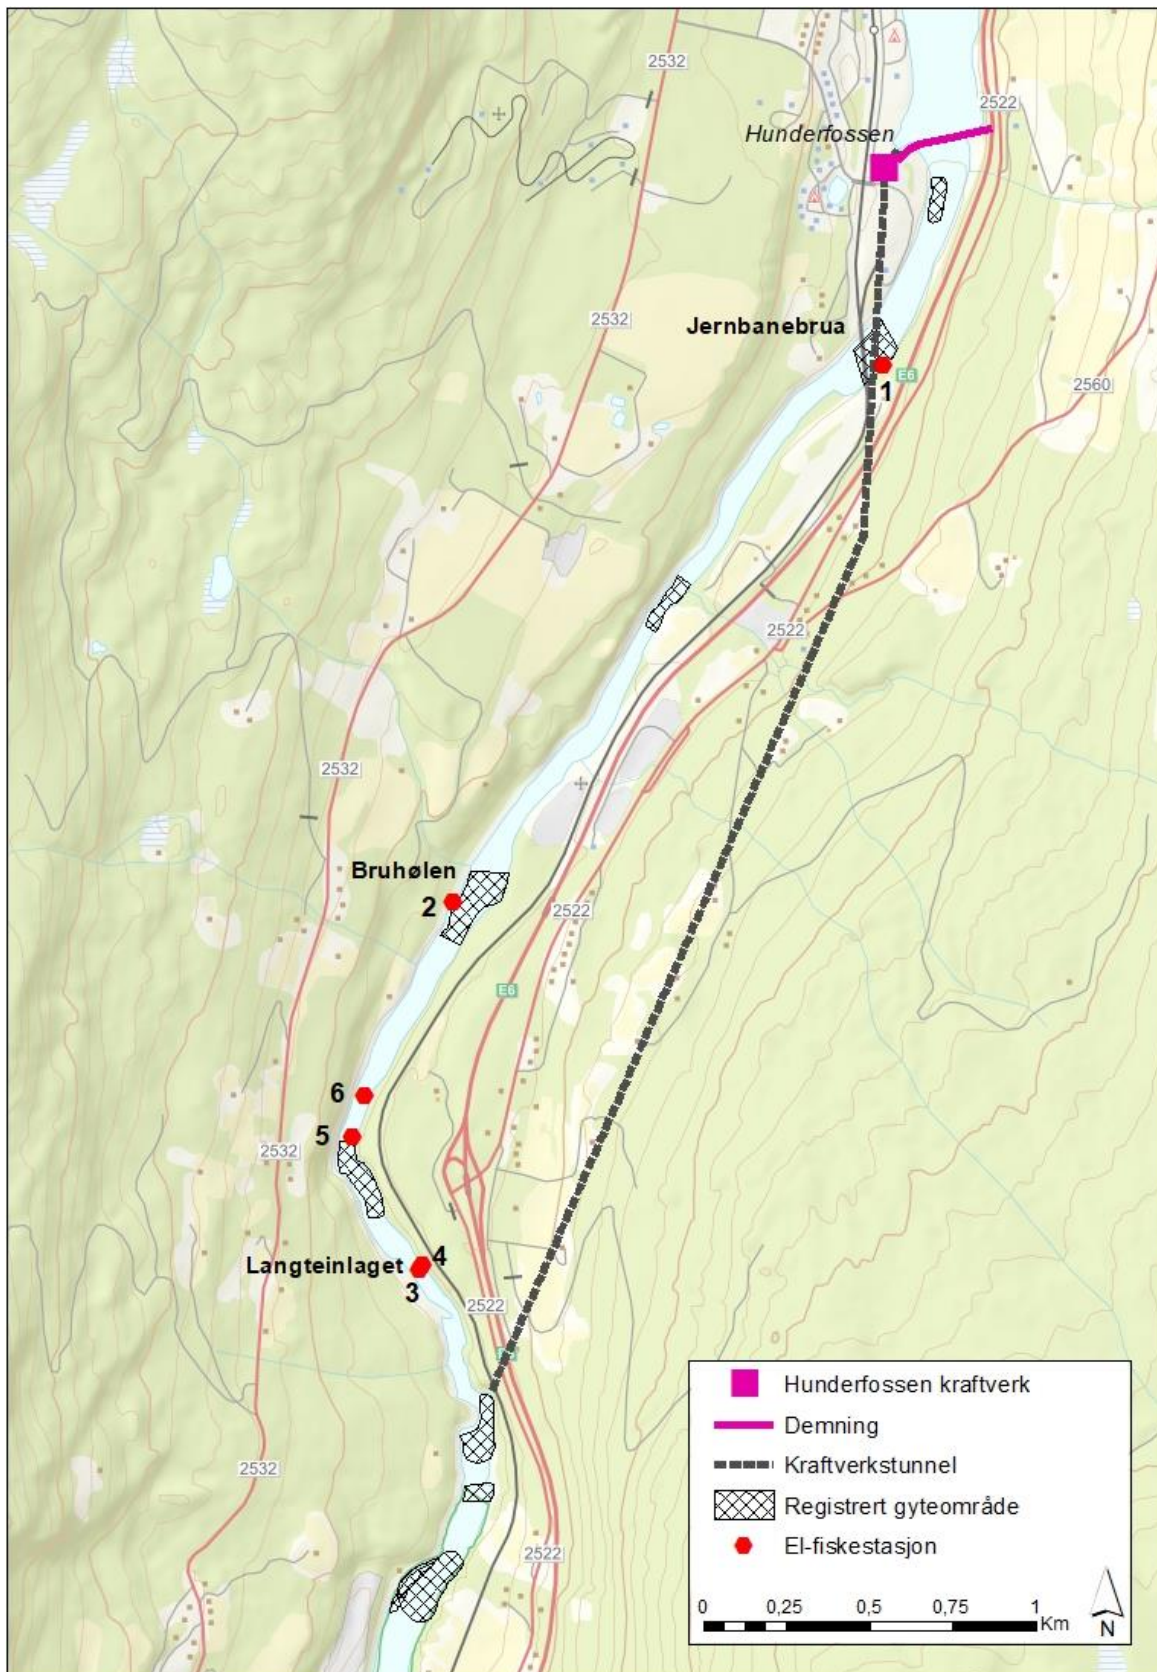 2532
2522
Hunderfossen
2532
Jernbanebrua
E6
1
2560
2522
2532
Bruhølen
2
2522
E6
6
5
2532
4
Langteinlaget
3
2522
2532
2522
Hunderfossen kraftverk
Demning
Kraftverkstunnel
Registrert gyteområde
El-fiskestasjon
0 0,25 0,5 0,75 1
Km
N